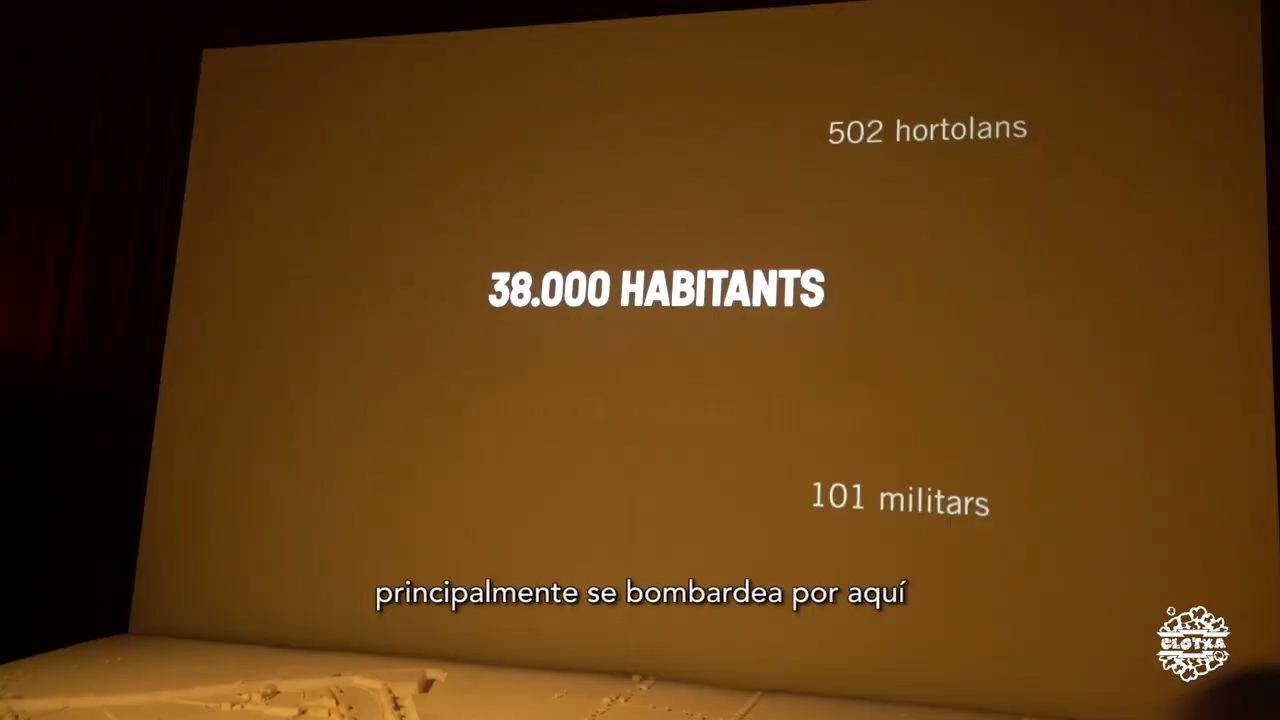 502 hortolans
38.000 HABITANTS
101 militars
principalmente se bombardea por aquí
CLOTXA